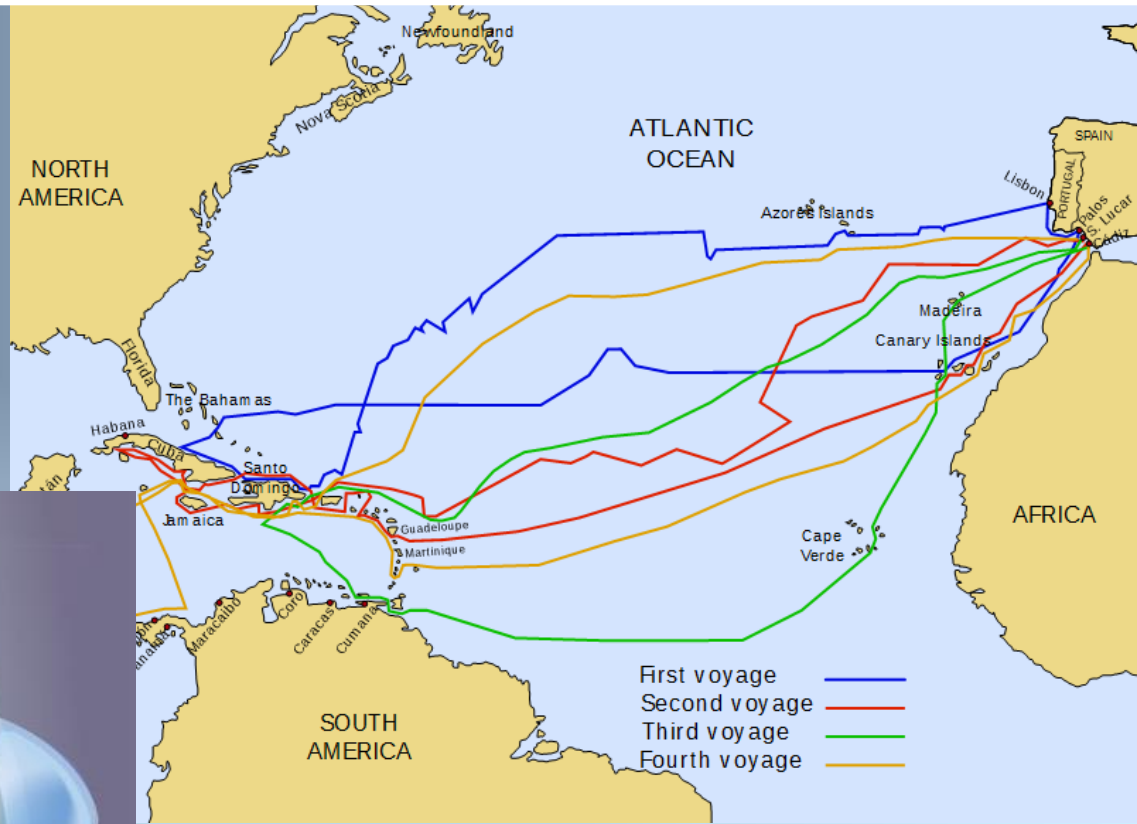 Newfoundland
Nova Scotia
ATLANTIC
OCEAN
SPAIN
NORTH
AMERICA
PORTUGAL
Lisbon
Palos
S. Lucar
Cádiz
Azores Islands
Madeira
Canary Islands
Florida
The Bahamas
Habana
Cuba
Santo
Domingo
Jamaica
Guadeloupe
Martinique
Cape
Verde
AFRICA
Maracaibo
Coro
Caracas
Cumana
SOUTH
AMERICA
First voyage
Second voyage
Third voyage
Fourth voyage